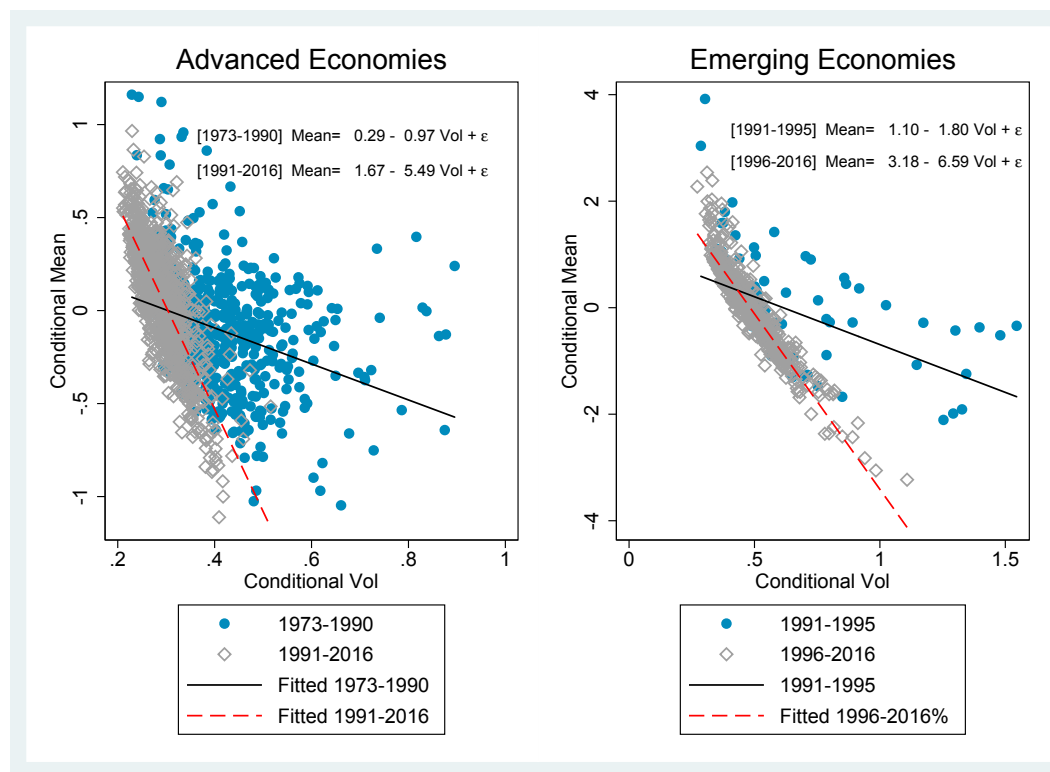 Advanced Economies
1
.5
0
-.5
-1
Conditional Mean
[1973-1990] Mean= 0.29 - 0.97 Vol + ε
[1991-2016] Mean= 1.67 - 5.49 Vol + ε
.2 .4 .6 .8 1
Conditional Vol
1973-1990
1991-2016
Fitted 1973-1990
Fitted 1991-2016
Emerging Economies
4
2
0
-2
-4
Conditional Mean
[1991-1995] Mean= 1.10 - 1.80 Vol + ε
[1996-2016] Mean= 3.18 - 6.59 Vol + ε
0 .5 1 1.5
Conditional Vol
1991-1995
1996-2016
1991-1995
Fitted 1996-2016%